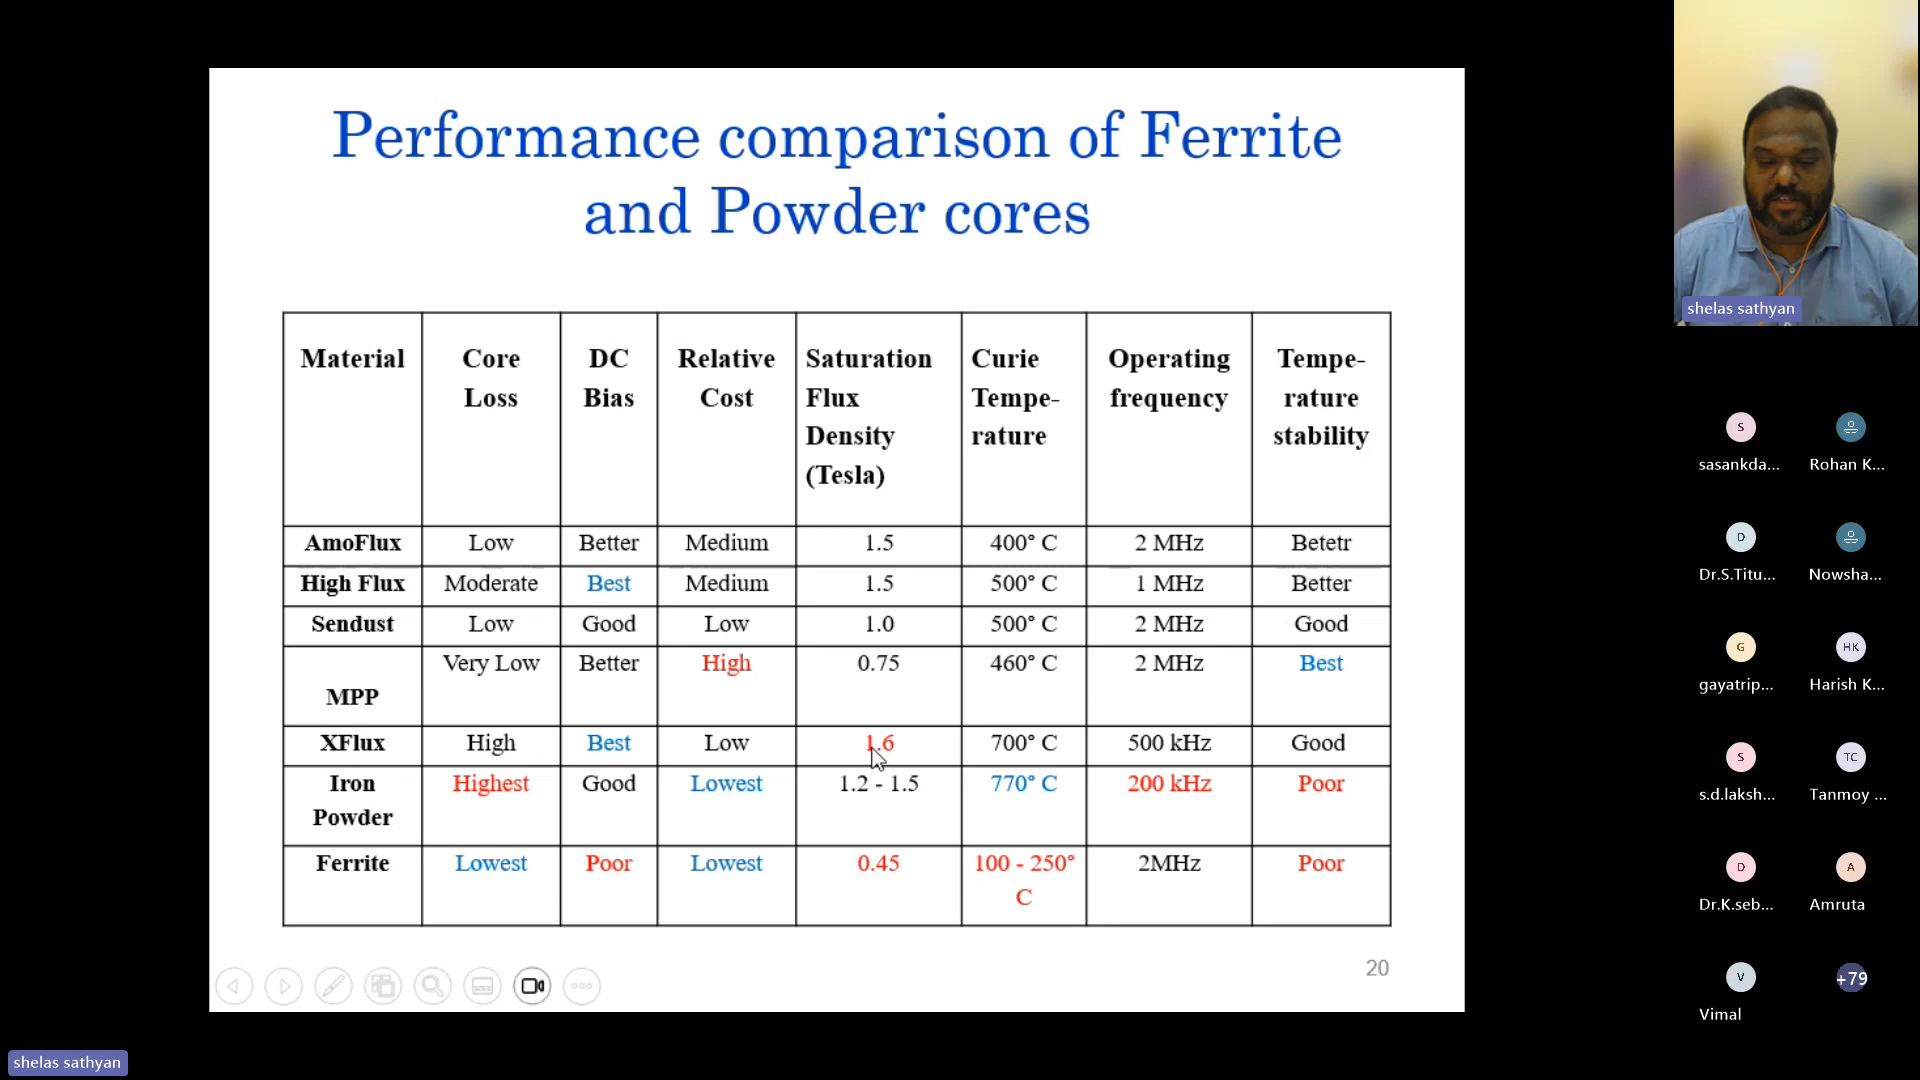 Performance comparison of Ferrite
and Powder cores
Material Core Loss DC Bias Relative Cost Saturation Flux Density (Tesla) Curie Tempe-rature Operating frequency Tempe-rature stability
AmoFlux Low Better Medium 1.5 400° C 2 MHz Betetr
High Flux Moderate Best Medium 1.5 500° C 1 MHz Better
Sendust Low Good Low 1.0 500° C 2 MHz Good
MPP Very Low Better High 0.75 460° C 2 MHz Best
XFlux High Best Low 1.6 700° C 500 kHz Good
Iron Powder Highest Good Lowest 1.2 - 1.5 770° C 200 kHz Poor
Ferrite Lowest Poor Lowest 0.45 100 - 250° C 2MHz Poor
20
shelas sathyan
S
sasankda...
Rohan K...
D
Dr.S.Titu...
Nowsha...
G
gayatrip...
HK
Harish K...
S
s.d.laksh...
TC
Tanmoy ...
D
Dr.K.seb...
A
Amruta
V
Vimal
+79
shelas sathyan